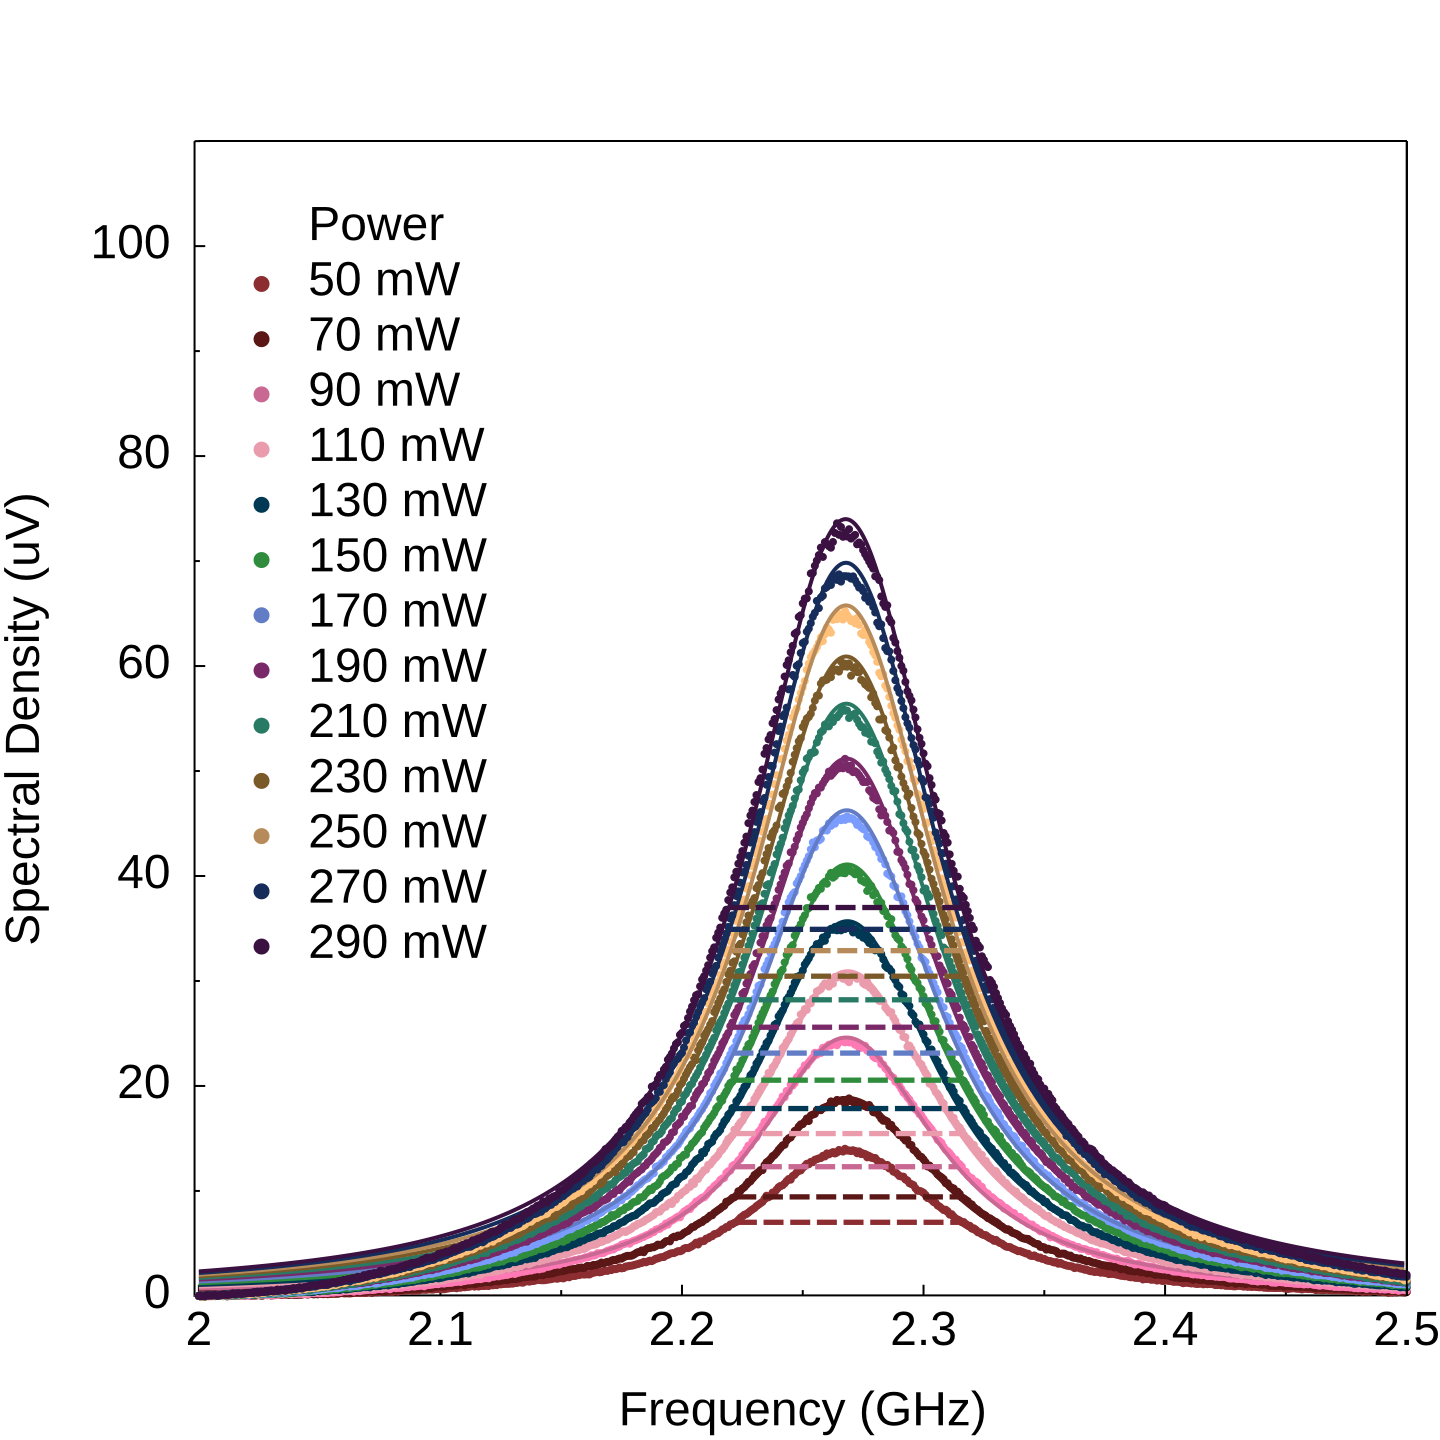 Power
50 mW
70 mW
90 mW
110 mW
130 mW
150 mW
170 mW
190 mW
210 mW
230 mW
250 mW
270 mW
290 mW
100
80
60
40
20
0
Spectral Density (uV)
2 2.1 2.2 2.3 2.4 2.5
Frequency (GHz)